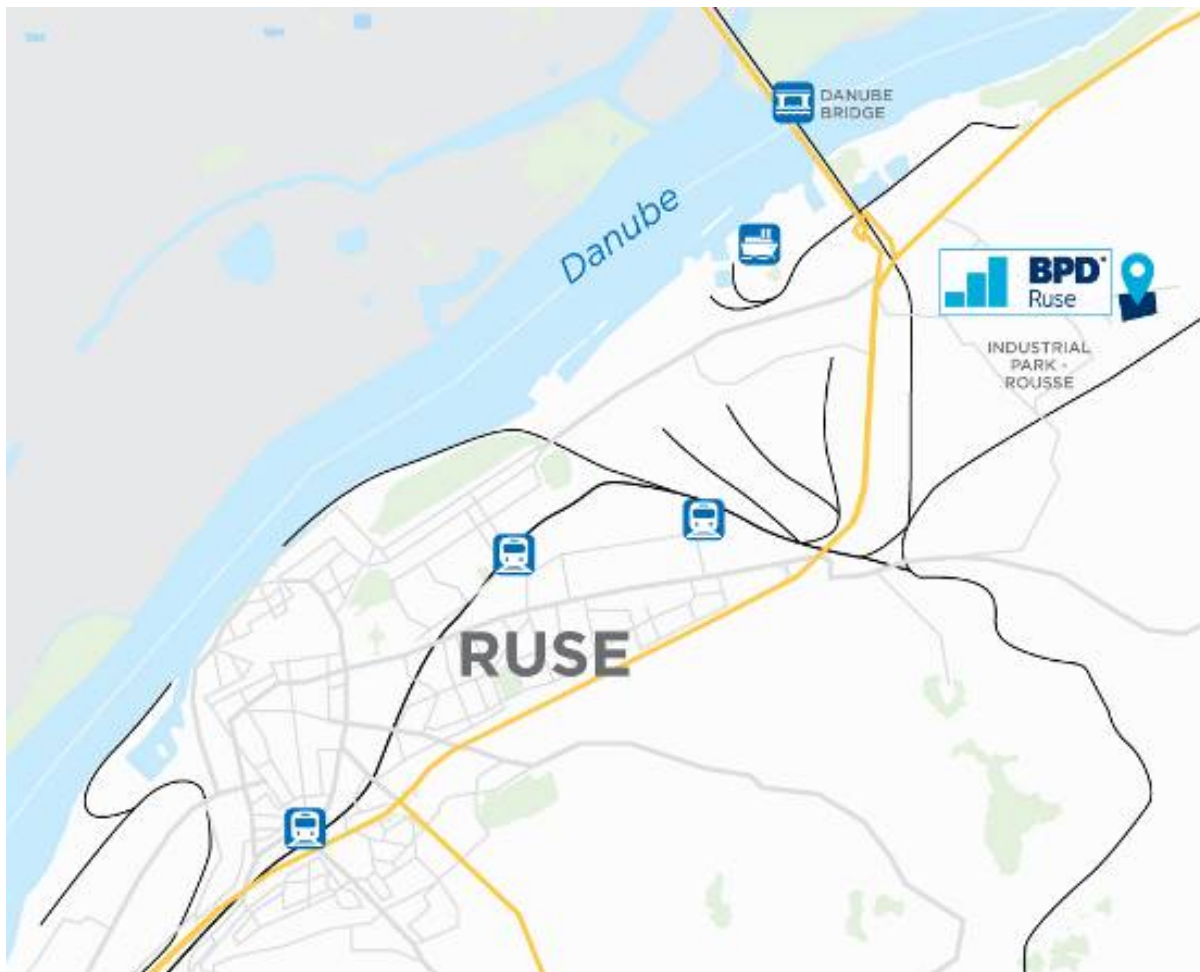 DANUBE
BRIDGE
Danube
BPD®
Ruse
INDUSTRIAL
PARK -
ROUSSE
RUSE